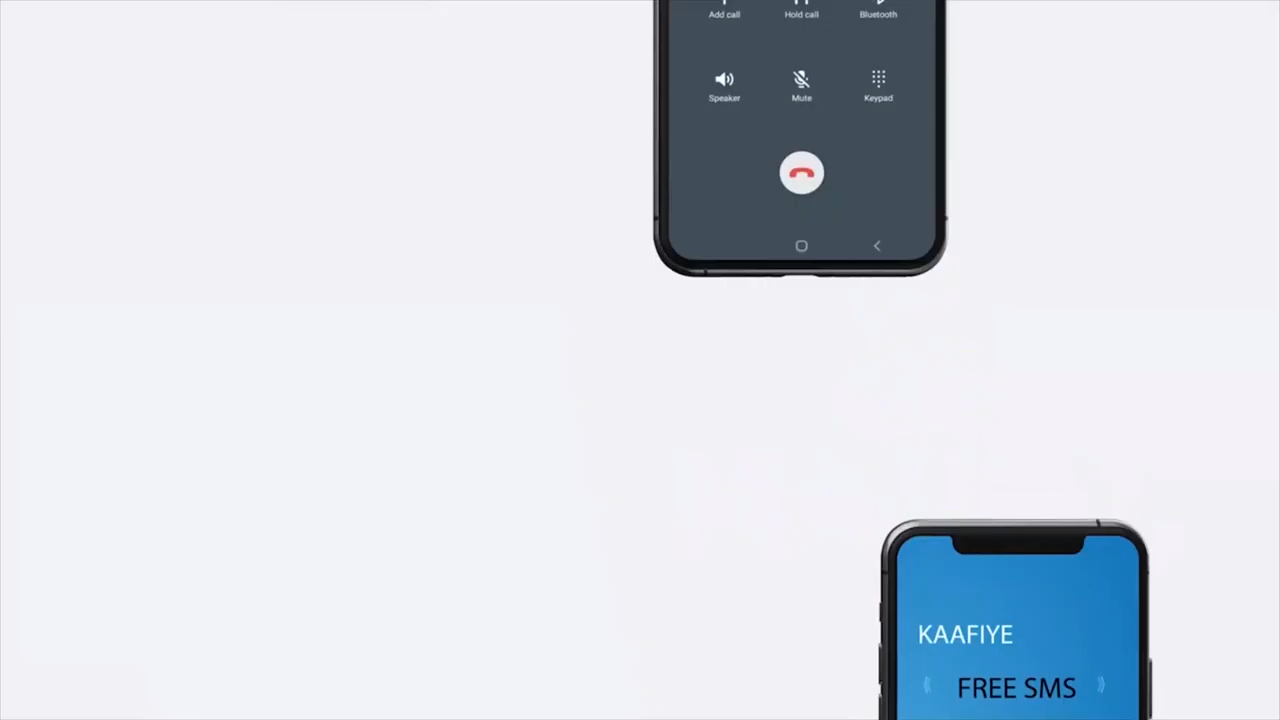 Add call Hold call Bluetooth
Speaker Mute Keypad
KAAFIYE
FREE SMS